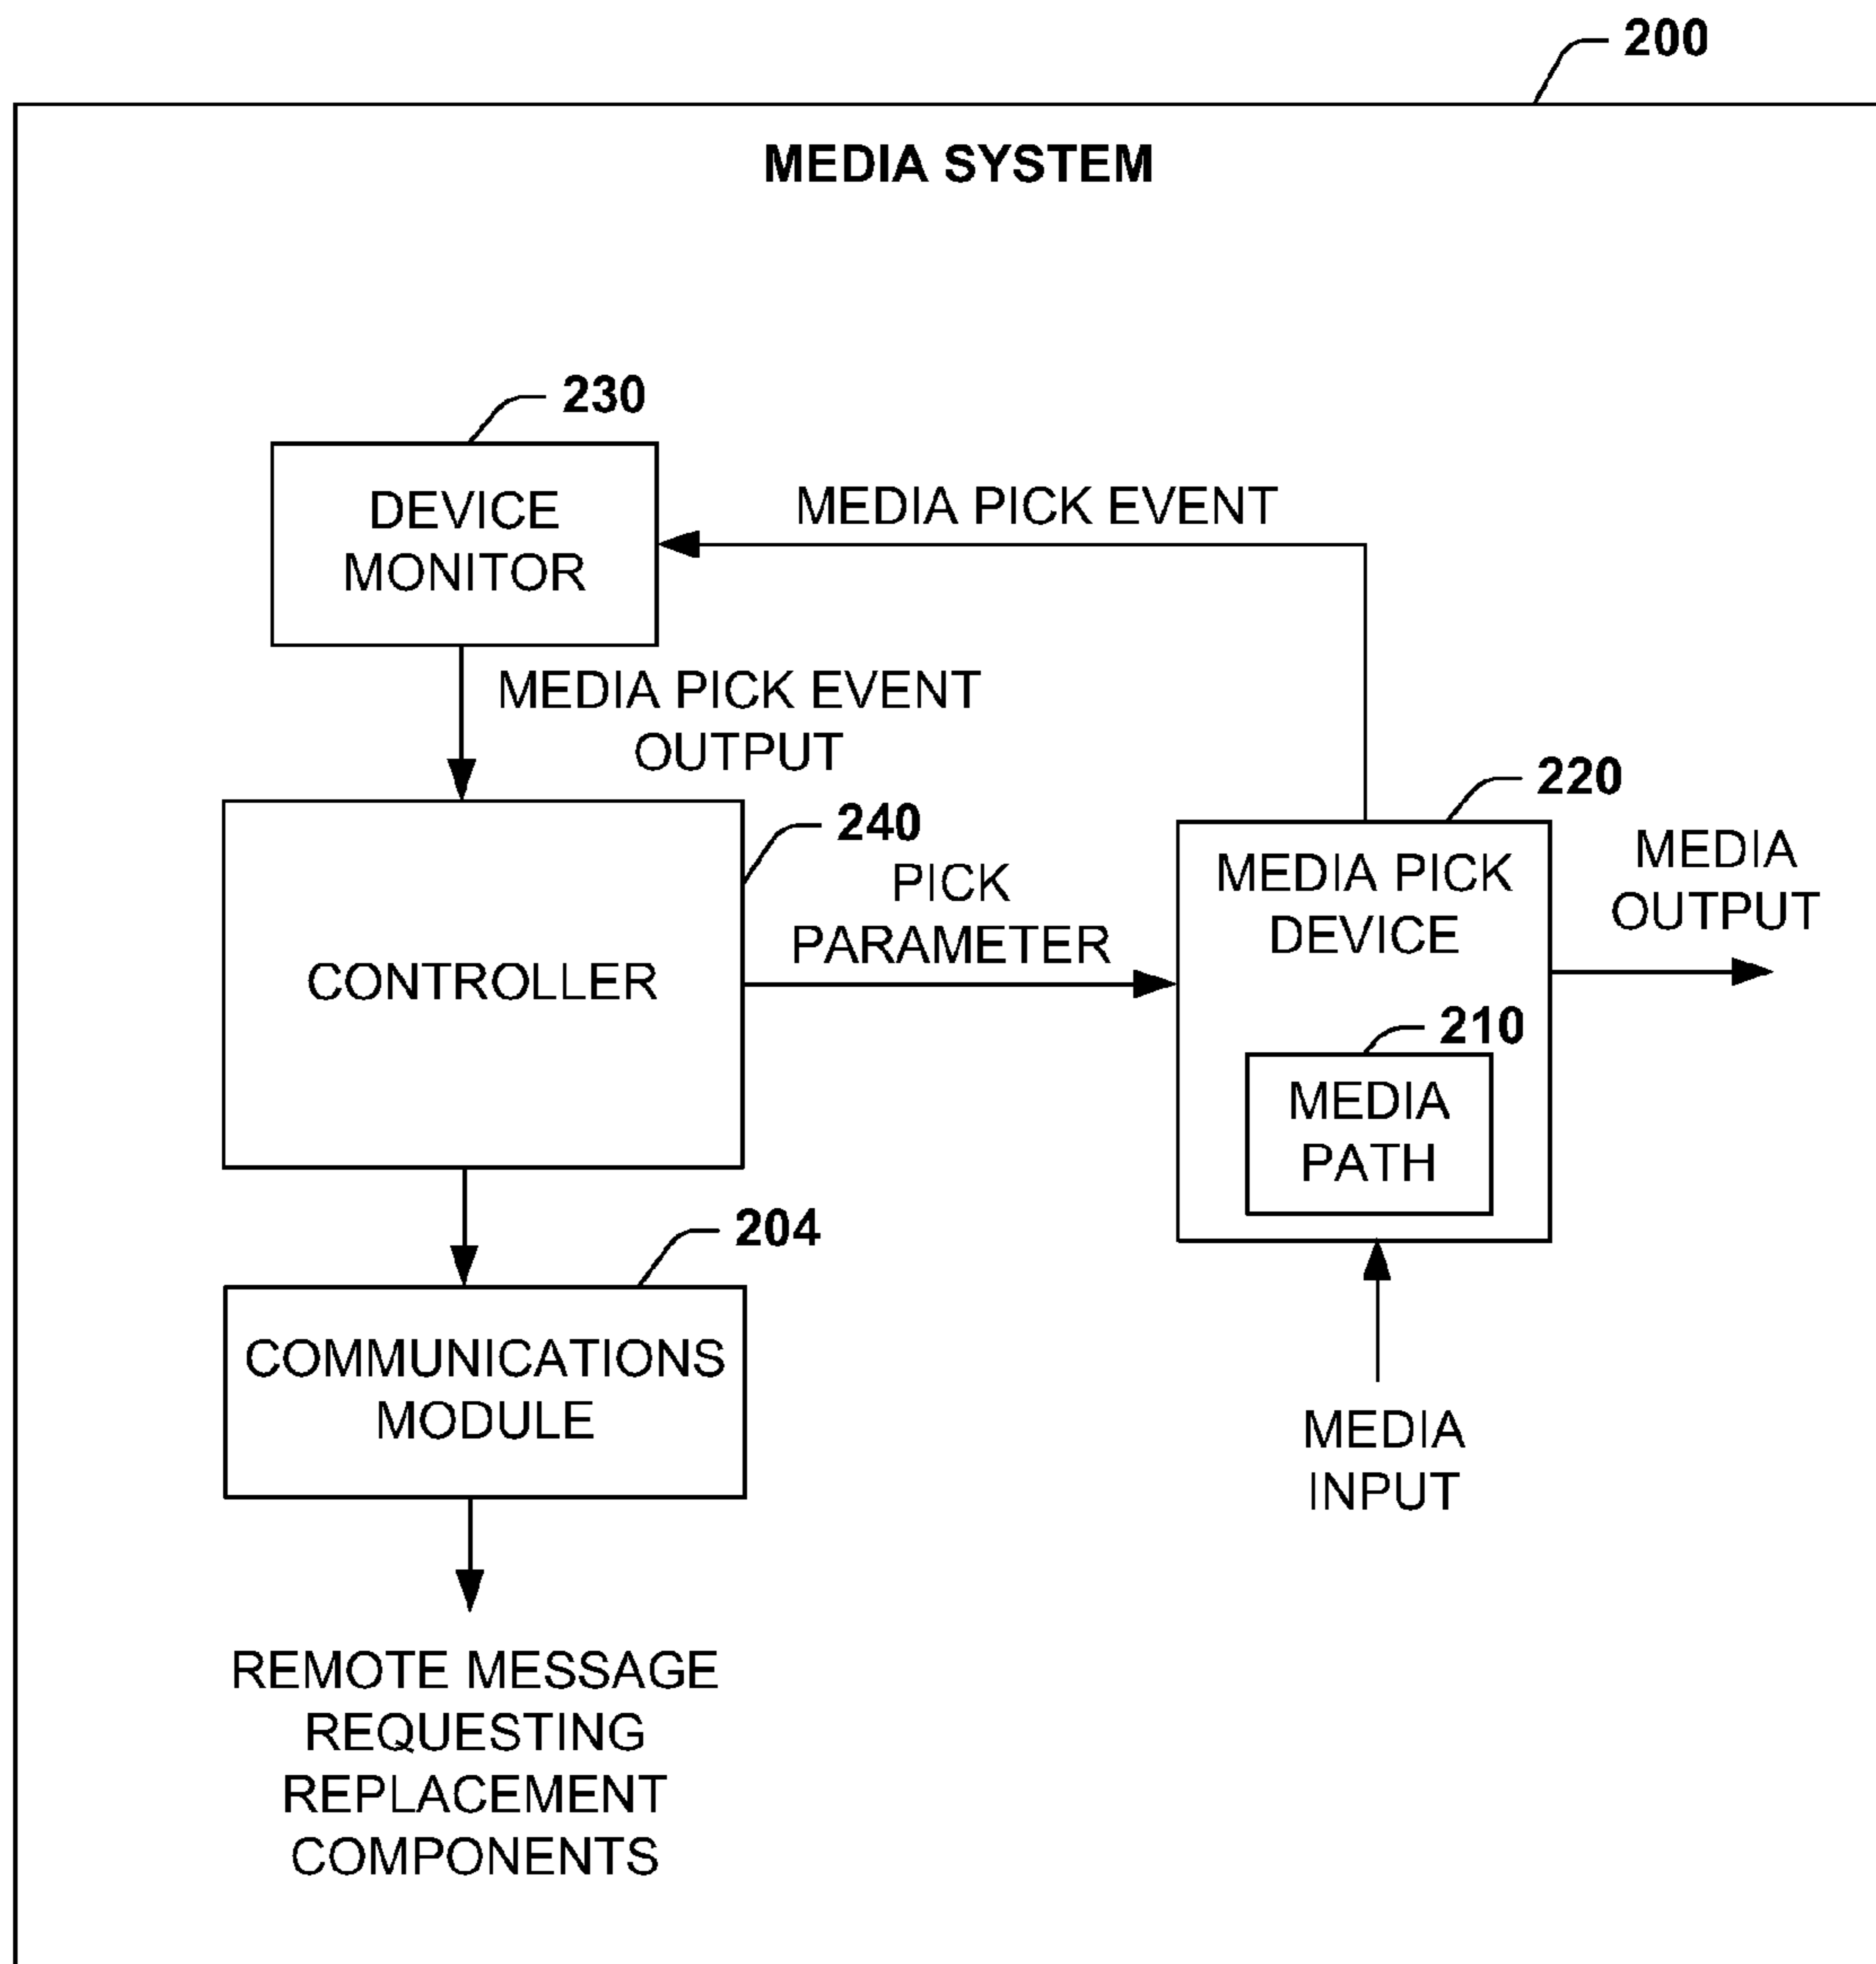 200
MEDIA SYSTEM
230
DEVICE
MONITOR
MEDIA PICK EVENT
MEDIA PICK EVENT
OUTPUT
240
CONTROLLER
PICK
PARAMETER
220
MEDIA PICK
DEVICE
MEDIA
OUTPUT
210
MEDIA
PATH
204
COMMUNICATIONS
MODULE
MEDIA
INPUT
REMOTE MESSAGE
REQUESTING
REPLACEMENT
COMPONENTS